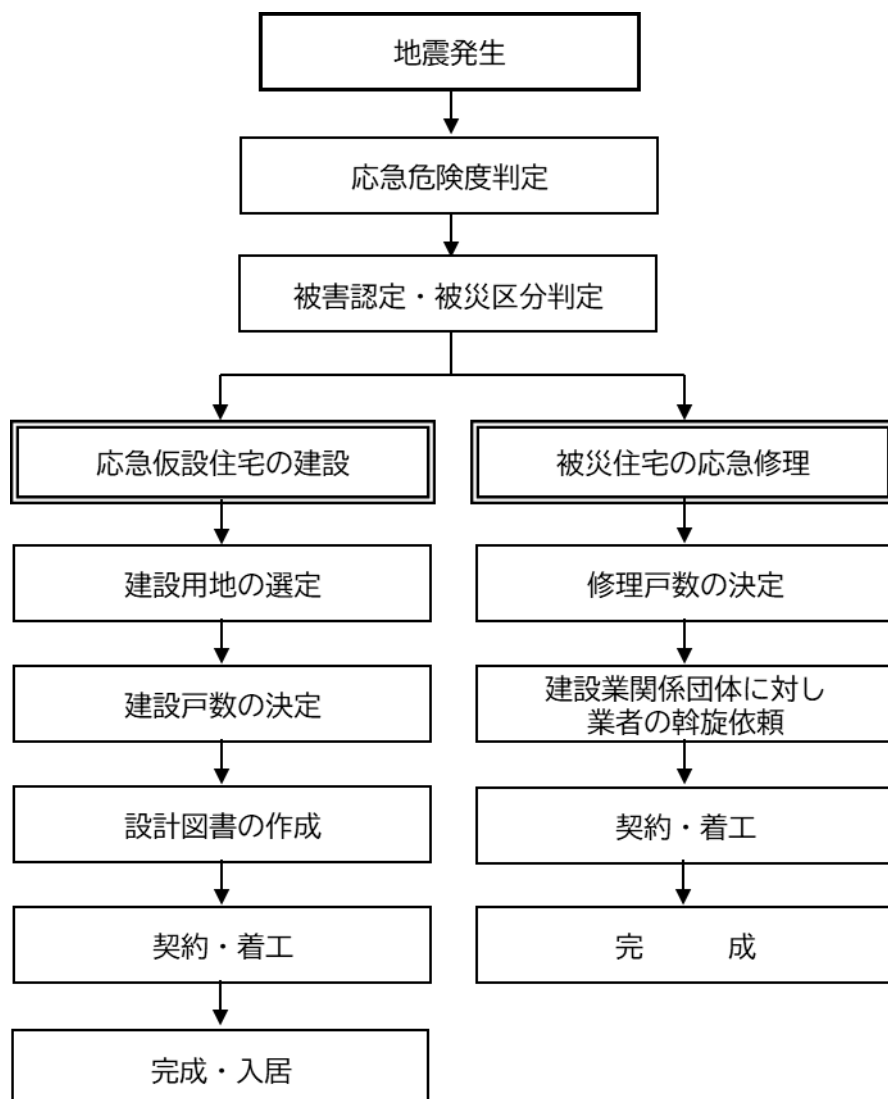 地震発生
応急危険度判定
被害認定・被災区分判定
応急仮設住宅の建設
建設用地の選定
建設戸数の決定
設計図書の作成
契約・着工
完成・入居
被災住宅の応急修理
修理戸数の決定
建設業関係団体に対し
業者の斡旋依頼
契約・着工
完　　　成